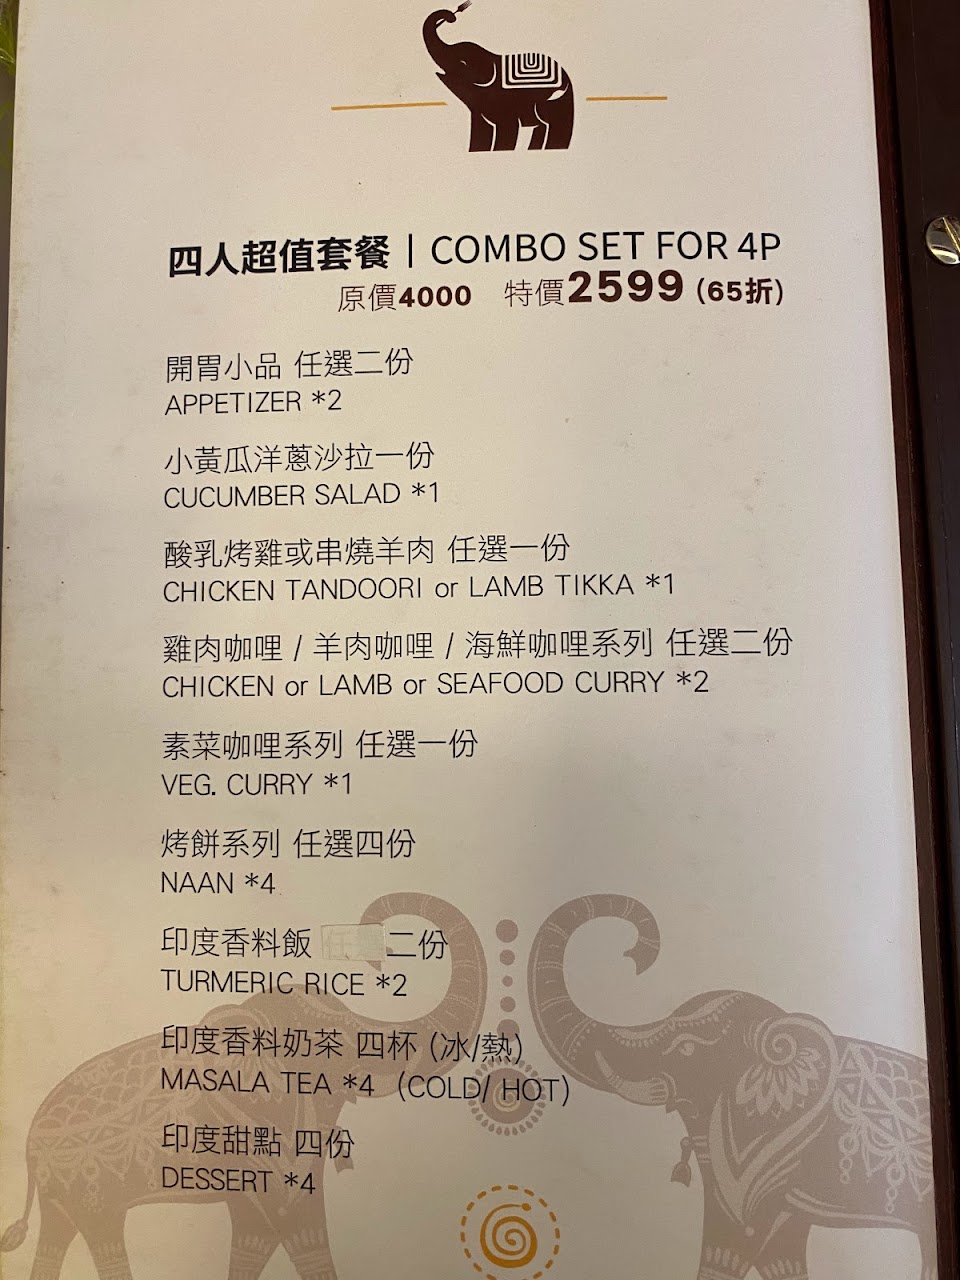 四人超值套餐 | COMBO SET FOR 4P
原價4000 特價2599 (65折)
開胃小品 任選二份
APPETIZER *2
小黃瓜洋蔥沙拉一份
CUCUMBER SALAD *1
酸乳烤雞或串燒羊肉 任選一份
CHICKEN TANDOORI or LAMB TIKKA *1
雞肉咖哩 / 羊肉咖哩 / 海鮮咖哩系列 任選二份
CHICKEN or LAMB or SEAFOOD CURRY *2
素菜咖哩系列 任選一份
VEG. CURRY *1
烤餅系列 任選四份
NAAN *4
印度香料飯 二份
TURMERIC RICE *2
印度香料奶茶 四杯 (冰/熱)
MASALA TEA *4 (COLD/ HOT)
印度甜點 四份
DESSERT *4